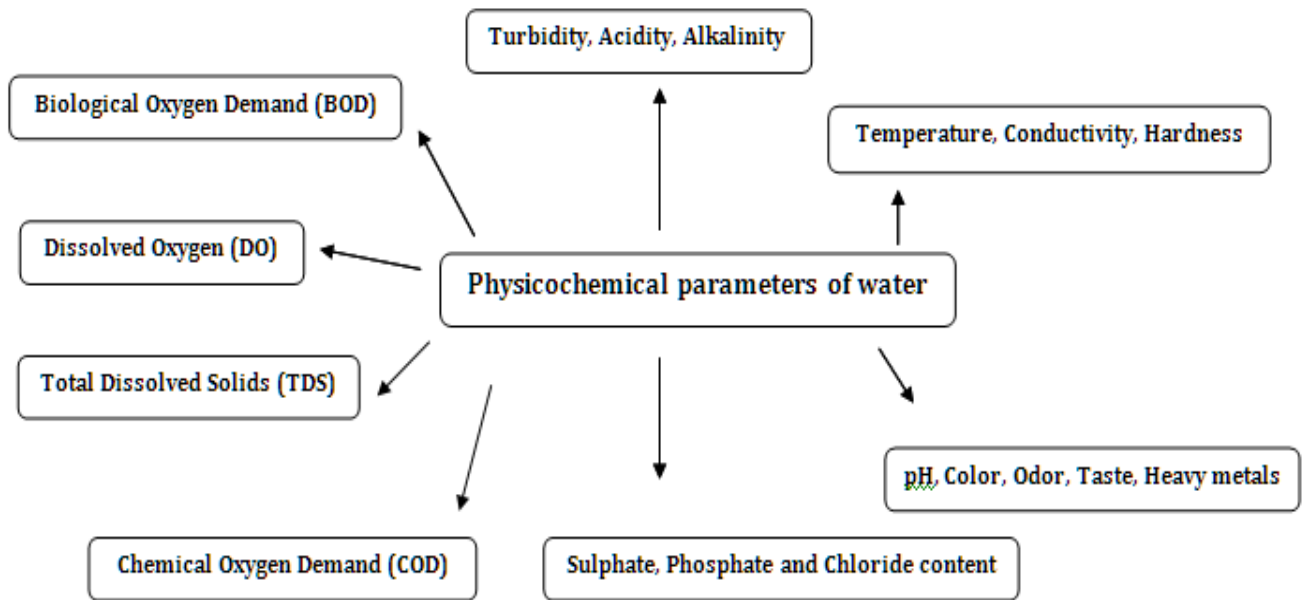 Turbidity, Acidity, Alkalinity
Biological Oxygen Demand (BOD)
Temperature, Conductivity, Hardness
Dissolved Oxygen (DO)
Physicochemical parameters of water
Total Dissolved Solids (TDS)
pH, Color, Odor, Taste, Heavy metals
Chemical Oxygen Demand (COD)
Sulphate, Phosphate and Chloride content